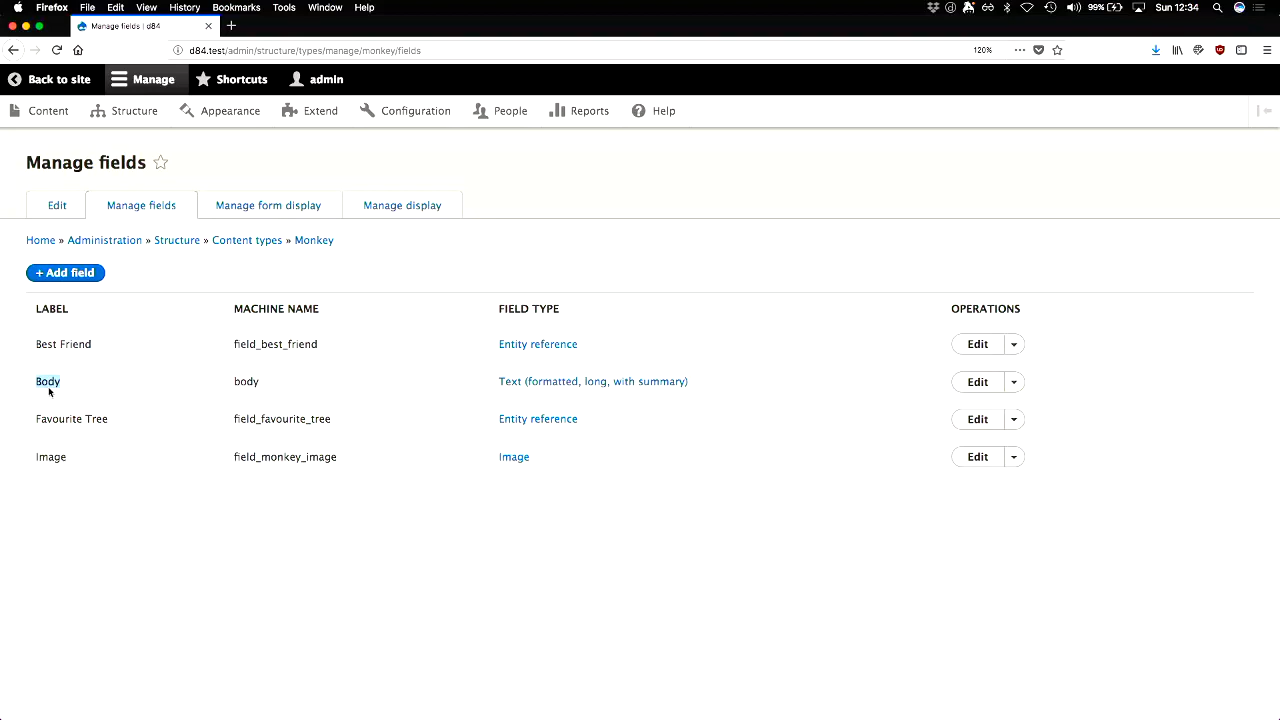 Firefox File Edit View History Bookmarks Tools Window Help 99% Sun 12:34
Manage fields | d84
d84.test/admin/structure/types/manage/monkey/fields 120%
Back to site Manage Shortcuts admin
Content Structure Appearance Extend Configuration People Reports Help
Manage fields
Edit Manage fields Manage form display Manage display
Home » Administration » Structure » Content types » Monkey
+ Add field
LABEL MACHINE NAME FIELD TYPE OPERATIONS
Best Friend field_best_friend Entity reference Edit
Body body Text (formatted, long, with summary) Edit
Favourite Tree field_favourite_tree Entity reference Edit
Image field_monkey_image Image Edit